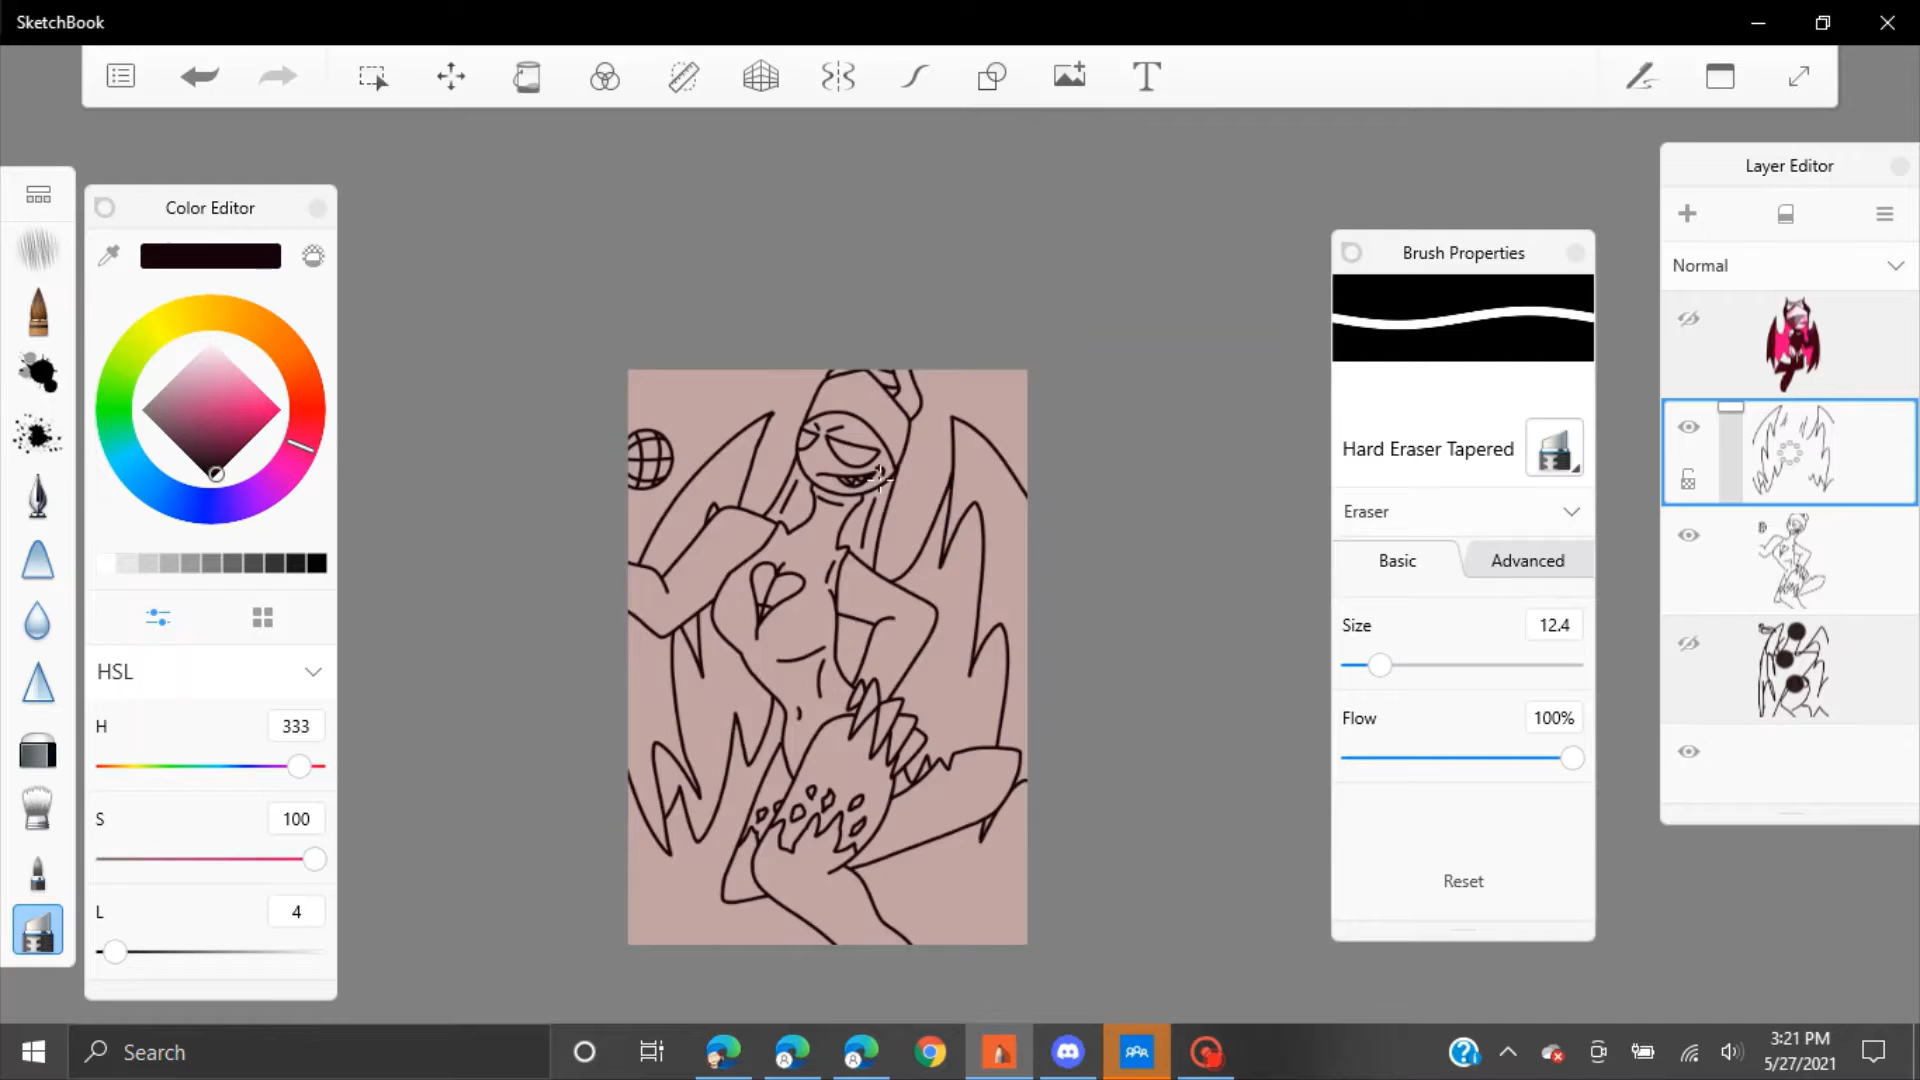 SketchBook
Color Editor
HSL
H
333
S
100
L
4
Brush Properties
Hard Eraser Tapered
Eraser
Basic
Advanced
Size
12.4
Flow
100%
Reset
Layer Editor
Normal
Search
3:21 PM
5/27/2021